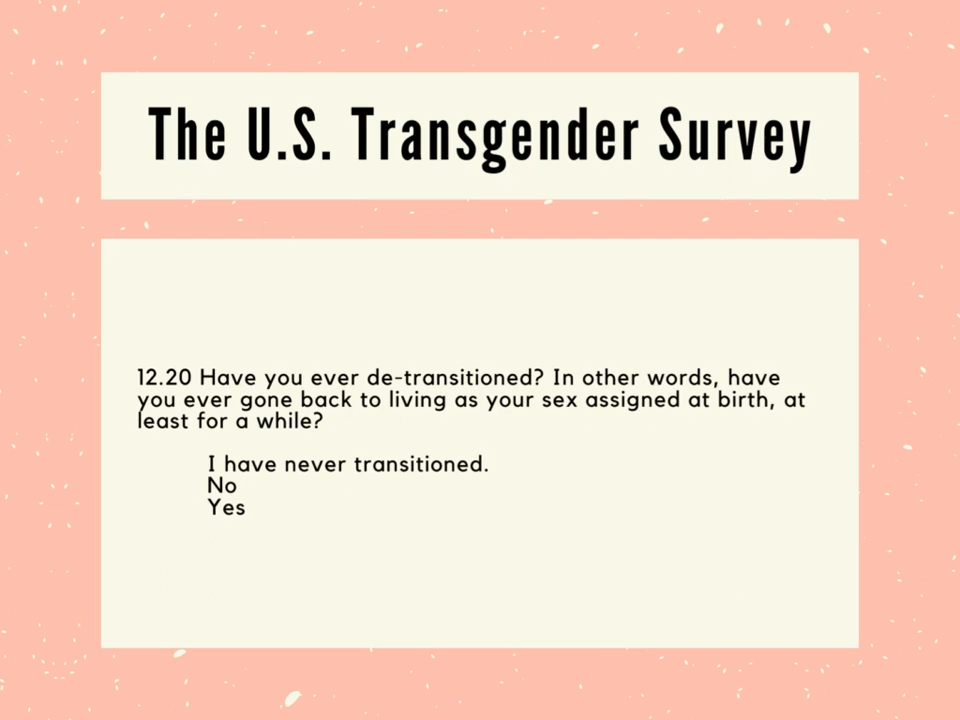 The U.S. Transgender Survey
12.20 Have you ever de-transitioned? In other words, have
you ever gone back to living as your sex assigned at birth, at
least for a while?
I have never transitioned.
No
Yes